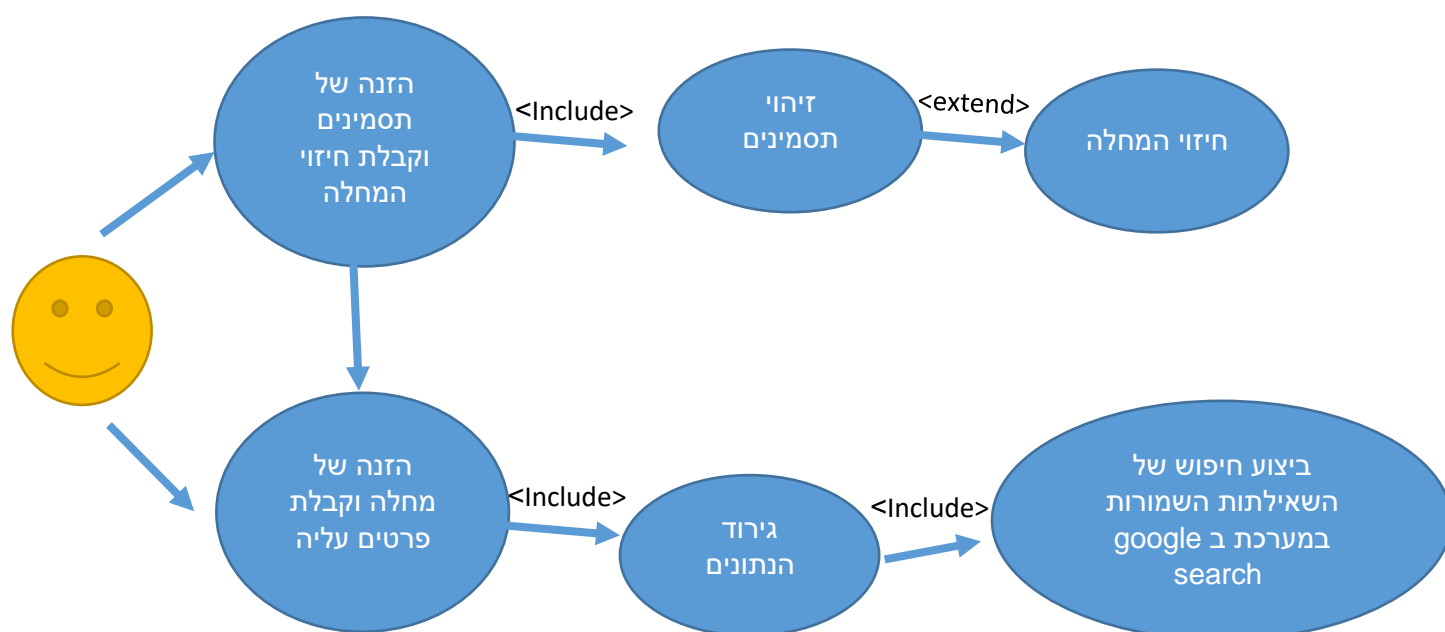 הזנה של
תסמינים
וקבלת חיזוי
המחלה
<Include>
זיהוי
תסמינים
<extend>
חיזוי המחלה
הזנה של
מחלה וקבלת
פרטים עליה
<Include>
גירוד
הנתונים
<Include>
ביצוע חיפוש של
השאילתות השמורות
במערכת ב google
search